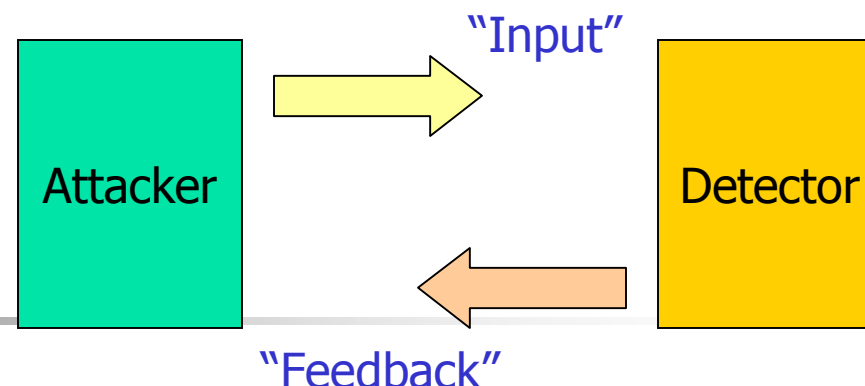 “Input”
Attacker
Detector
“Feedback”